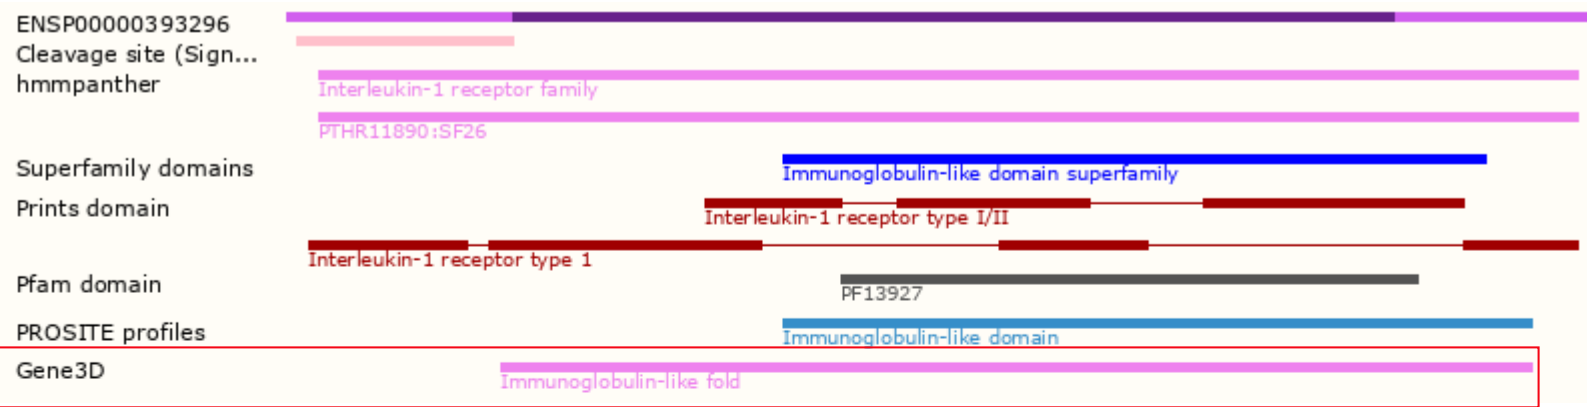 ENSP00000393296
Cleavage site (Sign...
hmmpanther
Interleukin-1 receptor family
PTHR11890:SF26
Superfamily domains
Immunoglobulin-like domain superfamily
Prints domain
Interleukin-1 receptor type I/II
Interleukin-1 receptor type 1
Pfam domain
PF13927
PROSITE profiles
Immunoglobulin-like domain
Gene3D
Immunoglobulin-like fold